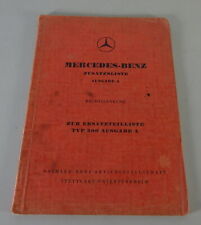 MERCEDES-BENZ
ZUSATZLISTE
AUSGABE A
ZUR ERSATZTEILLISTE
TYP 300 AUSGABE A
DAIMLER-BENZ AKTIENGESELLSCHAFT
STUTTGART-UNTERTÜRKHEIM